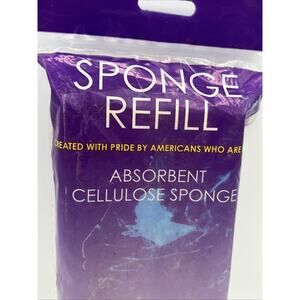 SPONGE
REFILL
CREATED WITH PRIDE BY AMERICANS WHO ARE
ABSORBENT
CELLULOSE SPONGE